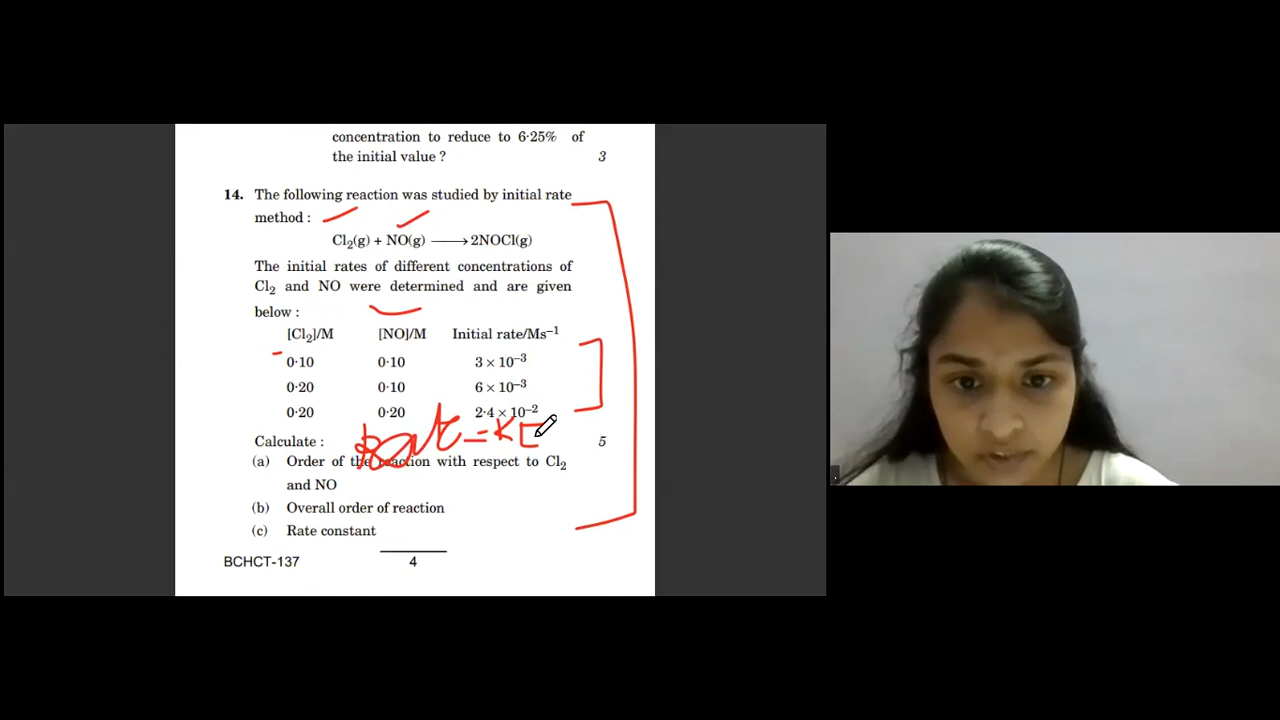 concentration to reduce to 6·25% of
the initial value ? 3
14. The following reaction was studied by initial rate
method :
Cl₂(g) + NO(g) ⟶ 2NOCl(g)
The initial rates of different concentrations of
Cl₂ and NO were determined and are given
below :
[Cl₂]/M [NO]/M Initial rate/Ms⁻¹
0·10 0·10 3 × 10⁻³
0·20 0·10 6 × 10⁻³
0·20 0·20 2·4 × 10⁻²
Rate = K [
Calculate : 5
(a) Order of the reaction with respect to Cl₂
and NO
(b) Overall order of reaction
(c) Rate constant
BCHCT-137 4